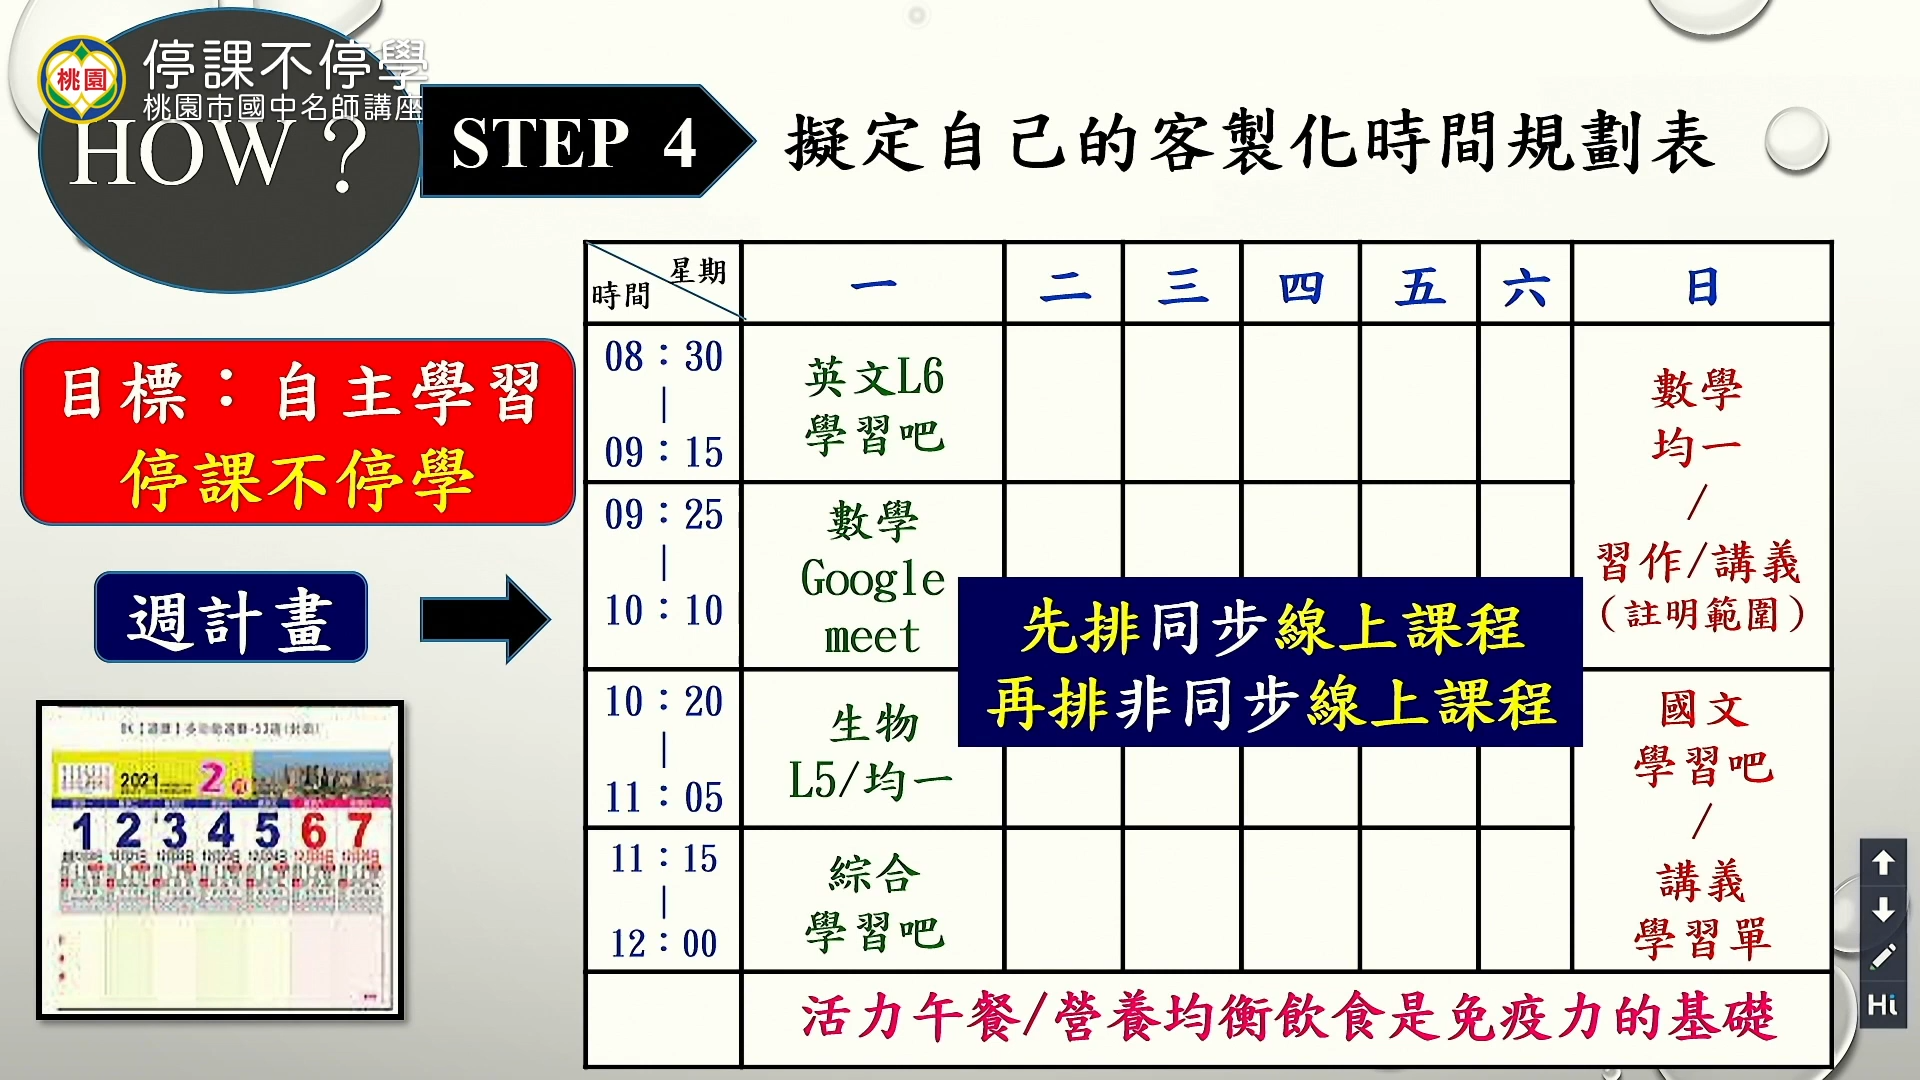 桃園
停課不停學
桃園市國中名師講座
HOW？
STEP 4
擬定自己的客製化時間規劃表
目標：自主學習
停課不停學
週計畫
2021
2
1 2 3 4 5 6 7
星期
時間
一 二 三 四 五 六 日
08：30
|
09：15
英文L6
學習吧
09：25
|
10：10
數學
Google
meet
數學
均一
/
習作/講義
（註明範圍）
先排同步線上課程
再排非同步線上課程
10：20
|
11：05
生物
L5/均一
11：15
|
12：00
綜合
學習吧
國文
學習吧
/
講義
學習單
活力午餐/營養均衡飲食是免疫力的基礎
Hi